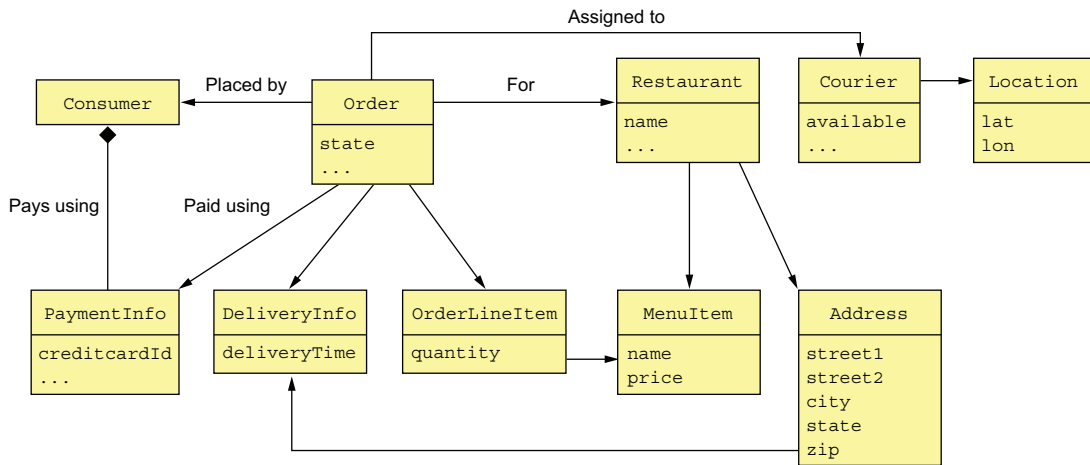 Assigned to
Consumer
Placed by
Order
state
...
For
Restaurant
name
...
Courier
available
...
Location
lat
lon
Pays using
Paid using
PaymentInfo
creditcardId
...
DeliveryInfo
deliveryTime
OrderLineItem
quantity
MenuItem
name
price
Address
street1
street2
city
state
zip